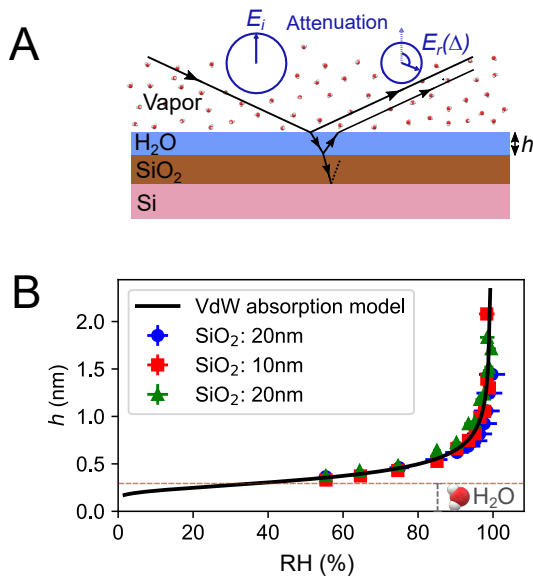 A
E_i
Attenuation
E_r(Δ)
Vapor
H₂O
h
SiO₂
Si
B
VdW absorption model
SiO₂: 20nm
SiO₂: 10nm
SiO₂: 20nm
h (nm)
2.0
1.5
1.0
0.5
0.0
H₂O
0 20 40 60 80 100
RH (%)